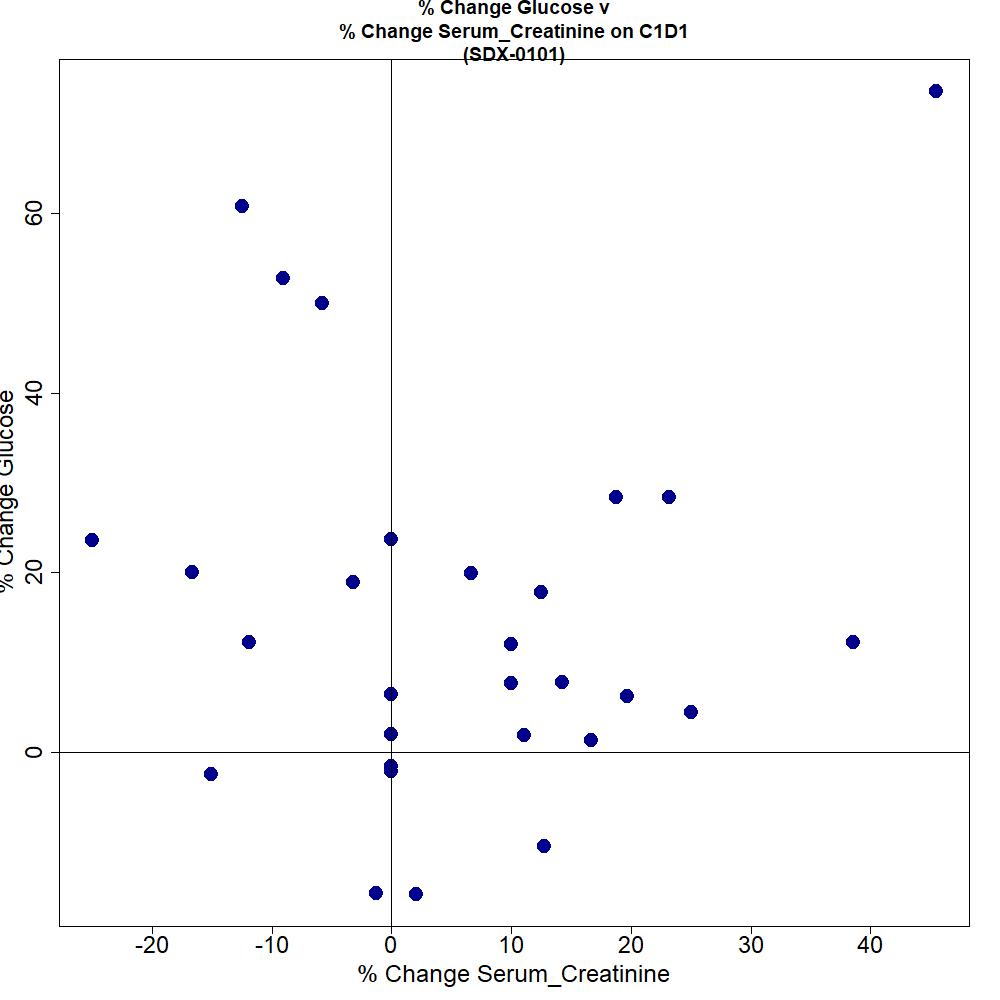 % Change Glucose v
% Change Serum_Creatinine on C1D1
(SDX-0101)
60
40
20
0
% Change Glucose
-20 -10 0 10 20 30 40
% Change Serum_Creatinine